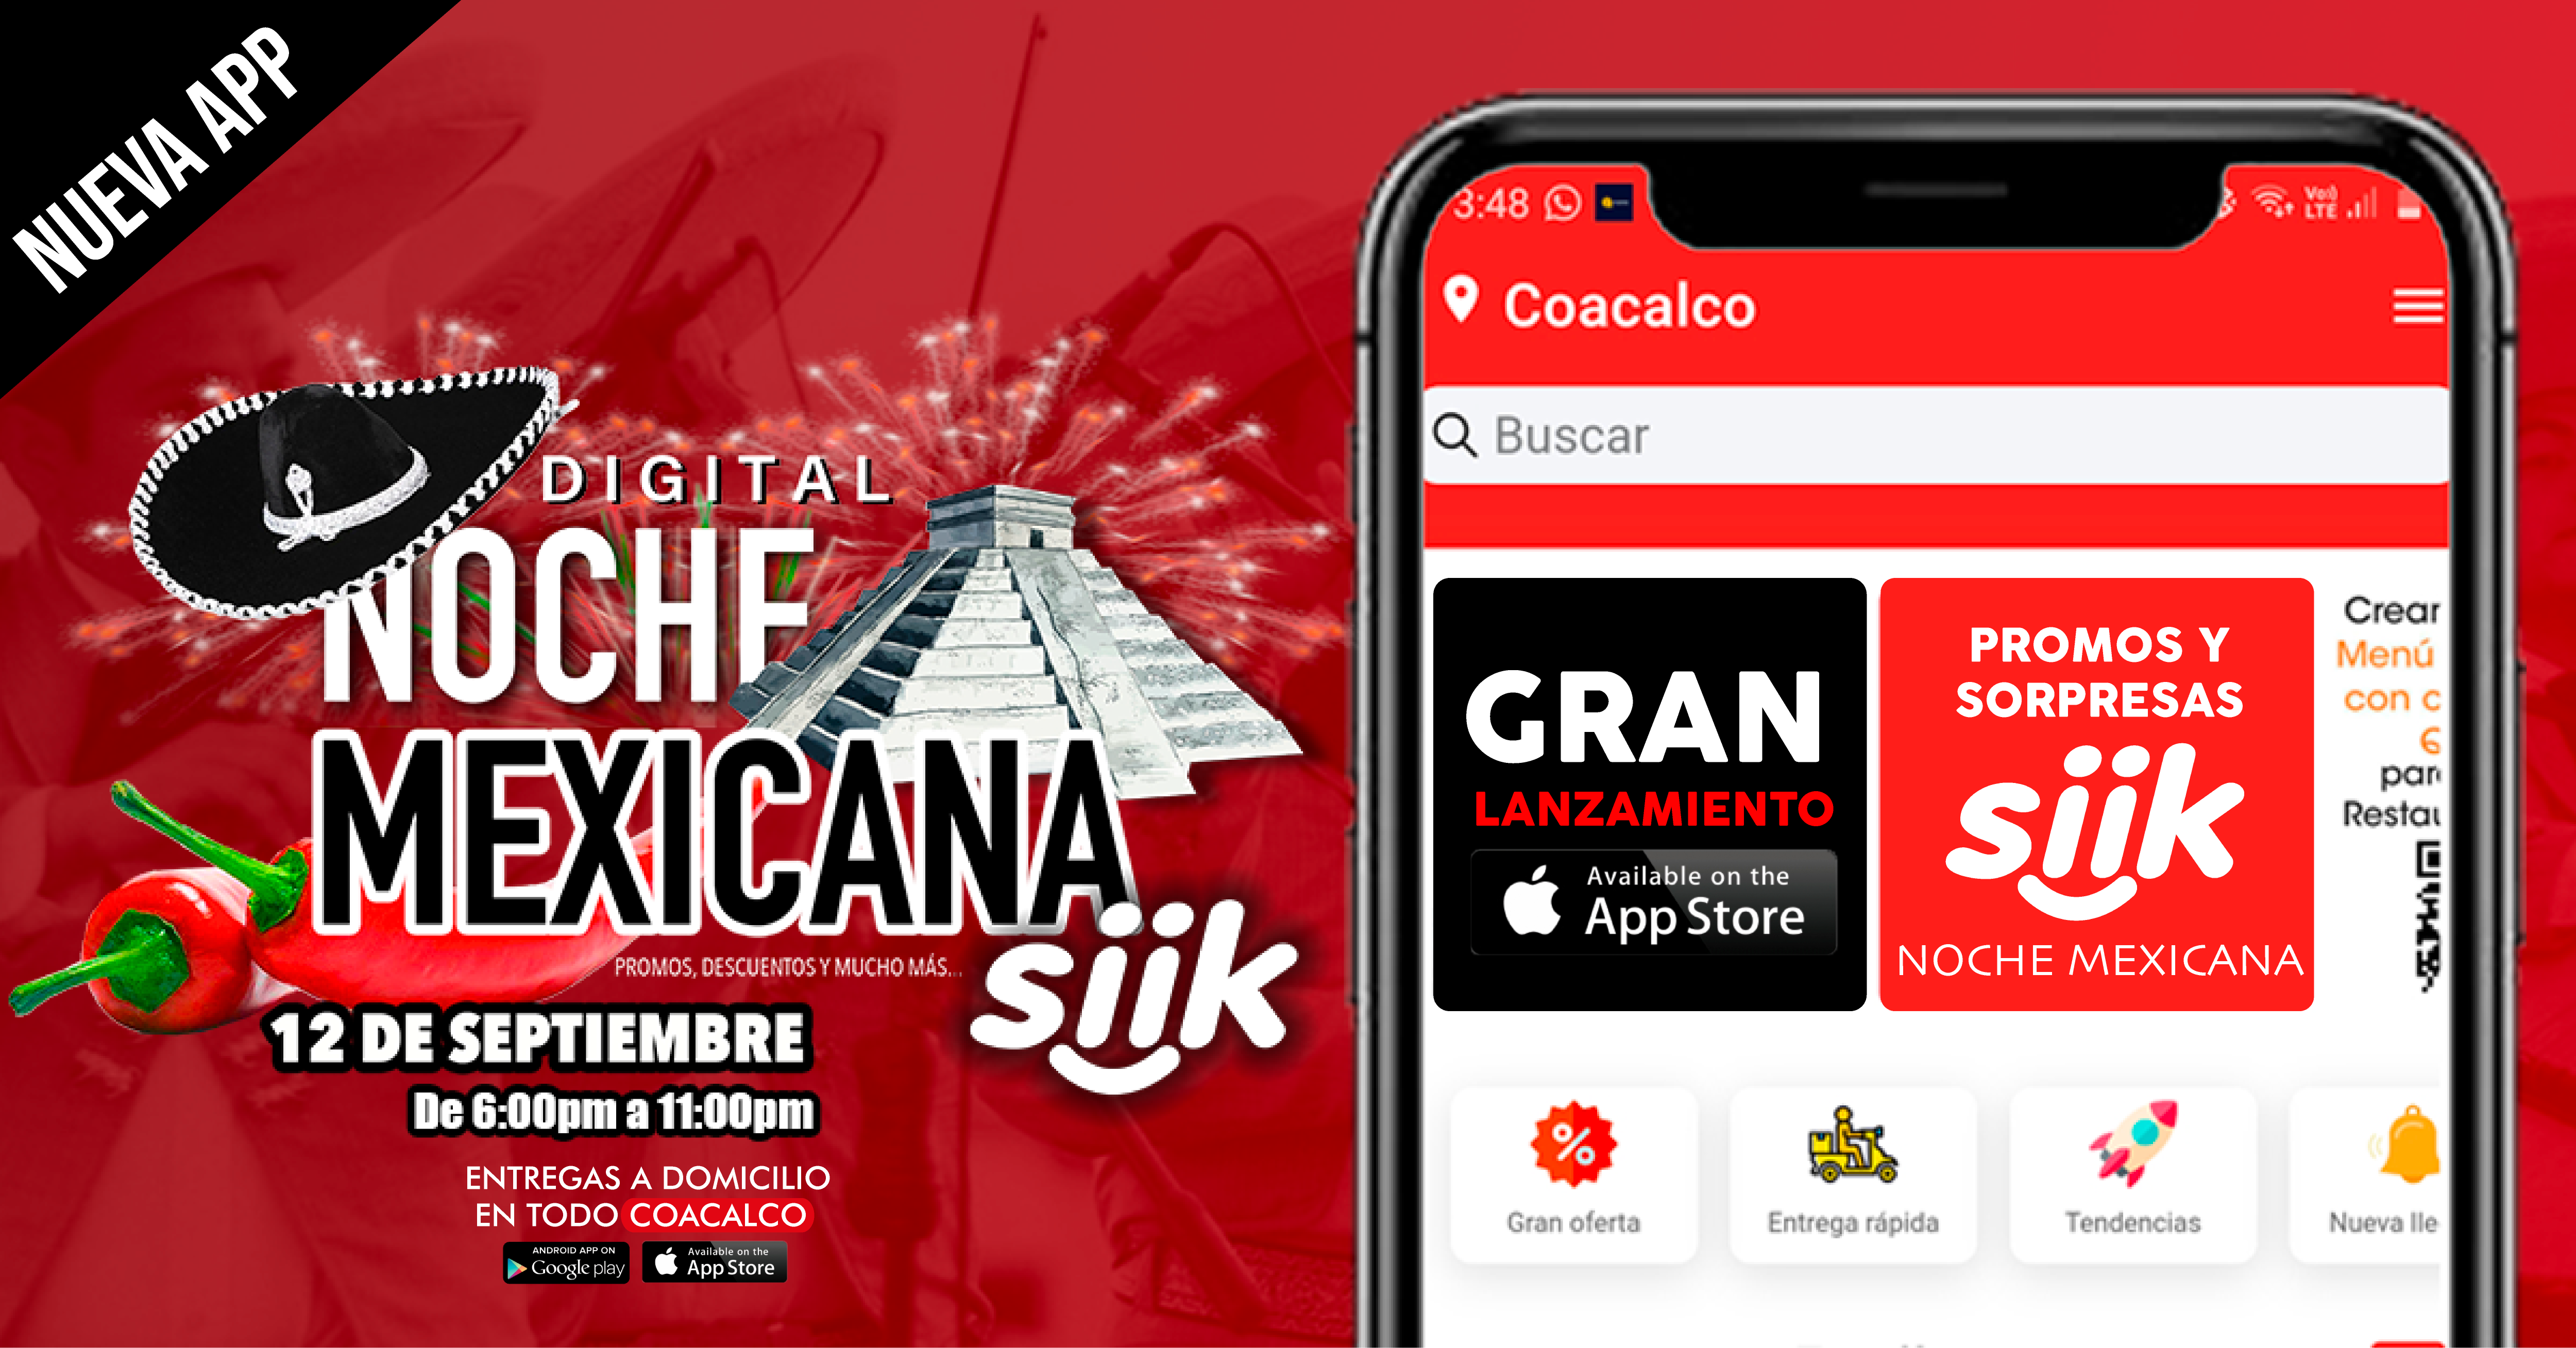 NUEVA APP
DIGITAL
NOCHE
MEXICANA
siik
PROMOS, DESCUENTOS Y MUCHO MÁS...
12 DE SEPTIEMBRE
De 6:00pm a 11:00pm
ENTREGAS A DOMICILIO
EN TODO COACALCO
ANDROID APP ON
Google play
Available on the
App Store
3:48
Vo))
LTE
Coacalco
Buscar
GRAN
LANZAMIENTO
Available on the
App Store
PROMOS Y
SORPRESAS
siik
NOCHE MEXICANA
Crear
Menú
con
Gran oferta
Entrega rápida
Tendencias
Nueva lle